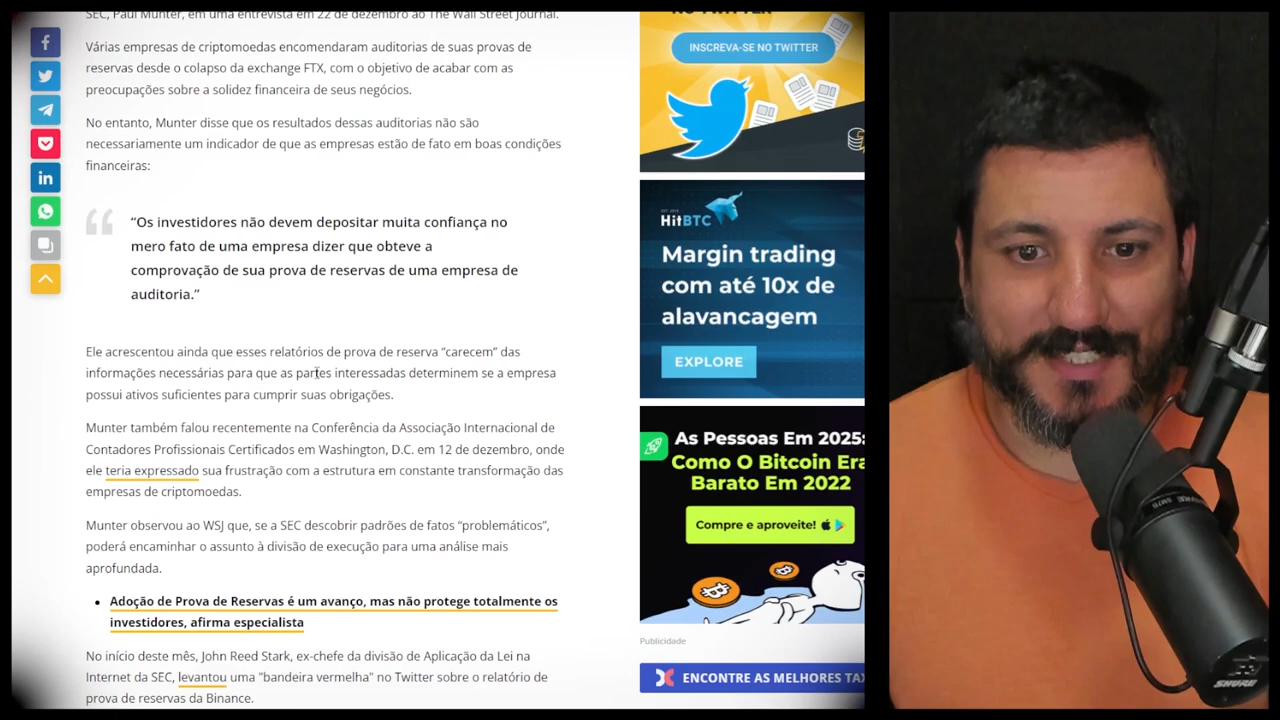 SEC, Paul Munter, em uma entrevista em 22 de dezembro ao The Wall Street Journal.
Várias empresas de criptomoedas encomendaram auditorias de suas provas de
reservas desde o colapso da exchange FTX, com o objetivo de acabar com as
preocupações sobre a solidez financeira de seus negócios.
No entanto, Munter disse que os resultados dessas auditorias não são
necessariamente um indicador de que as empresas estão de fato em boas condições
financeiras:
“Os investidores não devem depositar muita confiança no
mero fato de uma empresa dizer que obteve a
comprovação de sua prova de reservas de uma empresa de
auditoria.”
Ele acrescentou ainda que esses relatórios de prova de reserva “carecem” das
informações necessárias para que as partes interessadas determinem se a empresa
possui ativos suficientes para cumprir suas obrigações.
Munter também falou recentemente na Conferência da Associação Internacional de
Contadores Profissionais Certificados em Washington, D.C. em 12 de dezembro, onde
ele teria expressado sua frustração com a estrutura em constante transformação das
empresas de criptomoedas.
Munter observou ao WSJ que, se a SEC descobrir padrões de fatos “problemáticos”,
poderá encaminhar o assunto à divisão de execução para uma análise mais
aprofundada.
• Adoção de Prova de Reservas é um avanço, mas não protege totalmente os
investidores, afirma especialista
No início deste mês, John Reed Stark, ex-chefe da divisão de Aplicação da Lei na
Internet da SEC, levantou uma "bandeira vermelha" no Twitter sobre o relatório de
prova de reservas da Binance.
NO TWITTER
INSCREVA-SE NO TWITTER
HitBTC
Margin trading
com até 10x de
alavancagem
EXPLORE
As Pessoas Em 2025:
Como O Bitcoin Era
Barato Em 2022
Compre e aproveite!
Publicidade
ENCONTRE AS MELHORES TAX
SHURE